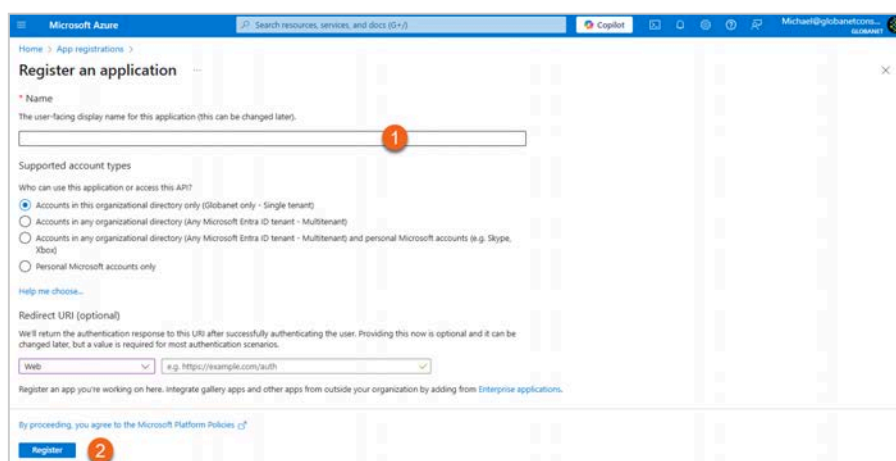 Microsoft Azure
Search resources, services, and docs (G+/)
Copilot
Michael@globanetcons...
GLOBANET
Home > App registrations >
Register an application ...
* Name
The user-facing display name for this application (this can be changed later).
1
Supported account types
Who can use this application or access this API?
Accounts in this organizational directory only (Globanet only - Single tenant)
Accounts in any organizational directory (Any Microsoft Entra ID tenant - Multitenant)
Accounts in any organizational directory (Any Microsoft Entra ID tenant - Multitenant) and personal Microsoft accounts (e.g. Skype,
Xbox)
Personal Microsoft accounts only
Help me choose...
Redirect URI (optional)
We'll return the authentication response to this URI after successfully authenticating the user. Providing this now is optional and it can be
changed later, but a value is required for most authentication scenarios.
Web
e.g. https://example.com/auth
Register an app you're working on here. Integrate gallery apps and other apps from outside your organization by adding from Enterprise applications.
By proceeding, you agree to the Microsoft Platform Policies
Register
2